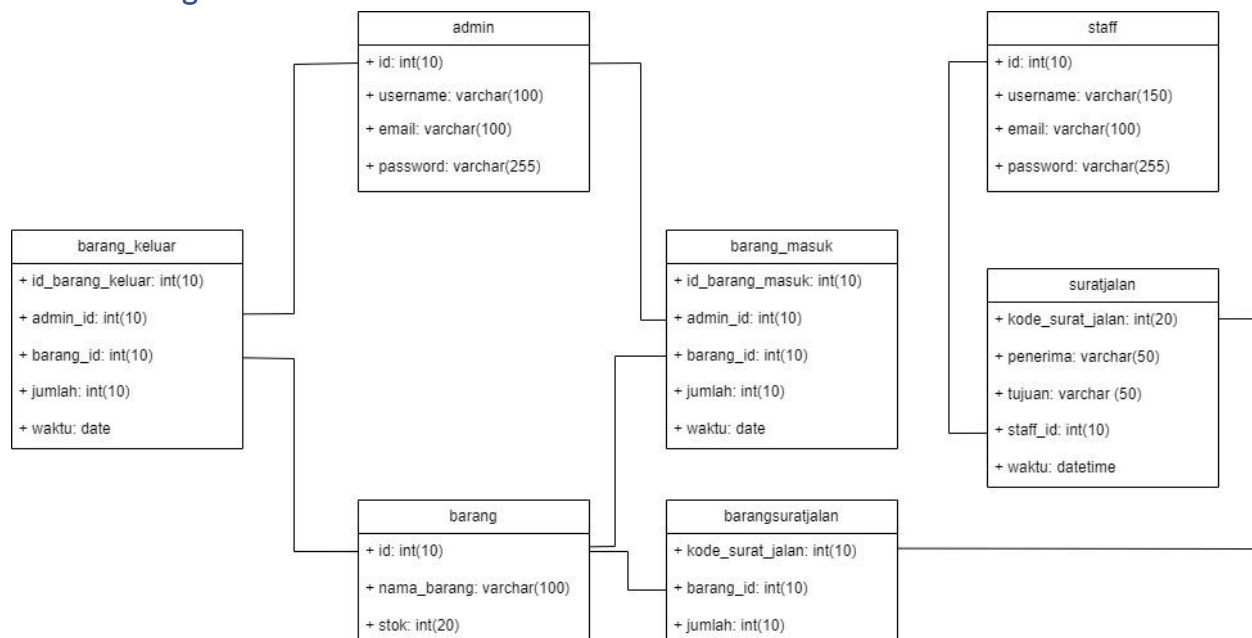 admin
+ id: int(10)
+ username: varchar(100)
+ email: varchar(100)
+ password: varchar(255)
staff
+ id: int(10)
+ username: varchar(150)
+ email: varchar(100)
+ password: varchar(255)
barang_keluar
+ id_barang_keluar: int(10)
+ admin_id: int(10)
+ barang_id: int(10)
+ jumlah: int(10)
+ waktu: date
barang_masuk
+ id_barang_masuk: int(10)
+ admin_id: int(10)
+ barang_id: int(10)
+ jumlah: int(10)
+ waktu: date
suratjalan
+ kode_surat_jalan: int(20)
+ penerima: varchar(50)
+ tujuan: varchar (50)
+ staff_id: int(10)
+ waktu: datetime
barang
+ id: int(10)
+ nama_barang: varchar(100)
+ stok: int(20)
barangsuratjalan
+ kode_surat_jalan: int(10)
+ barang_id: int(10)
+ jumlah: int(10)